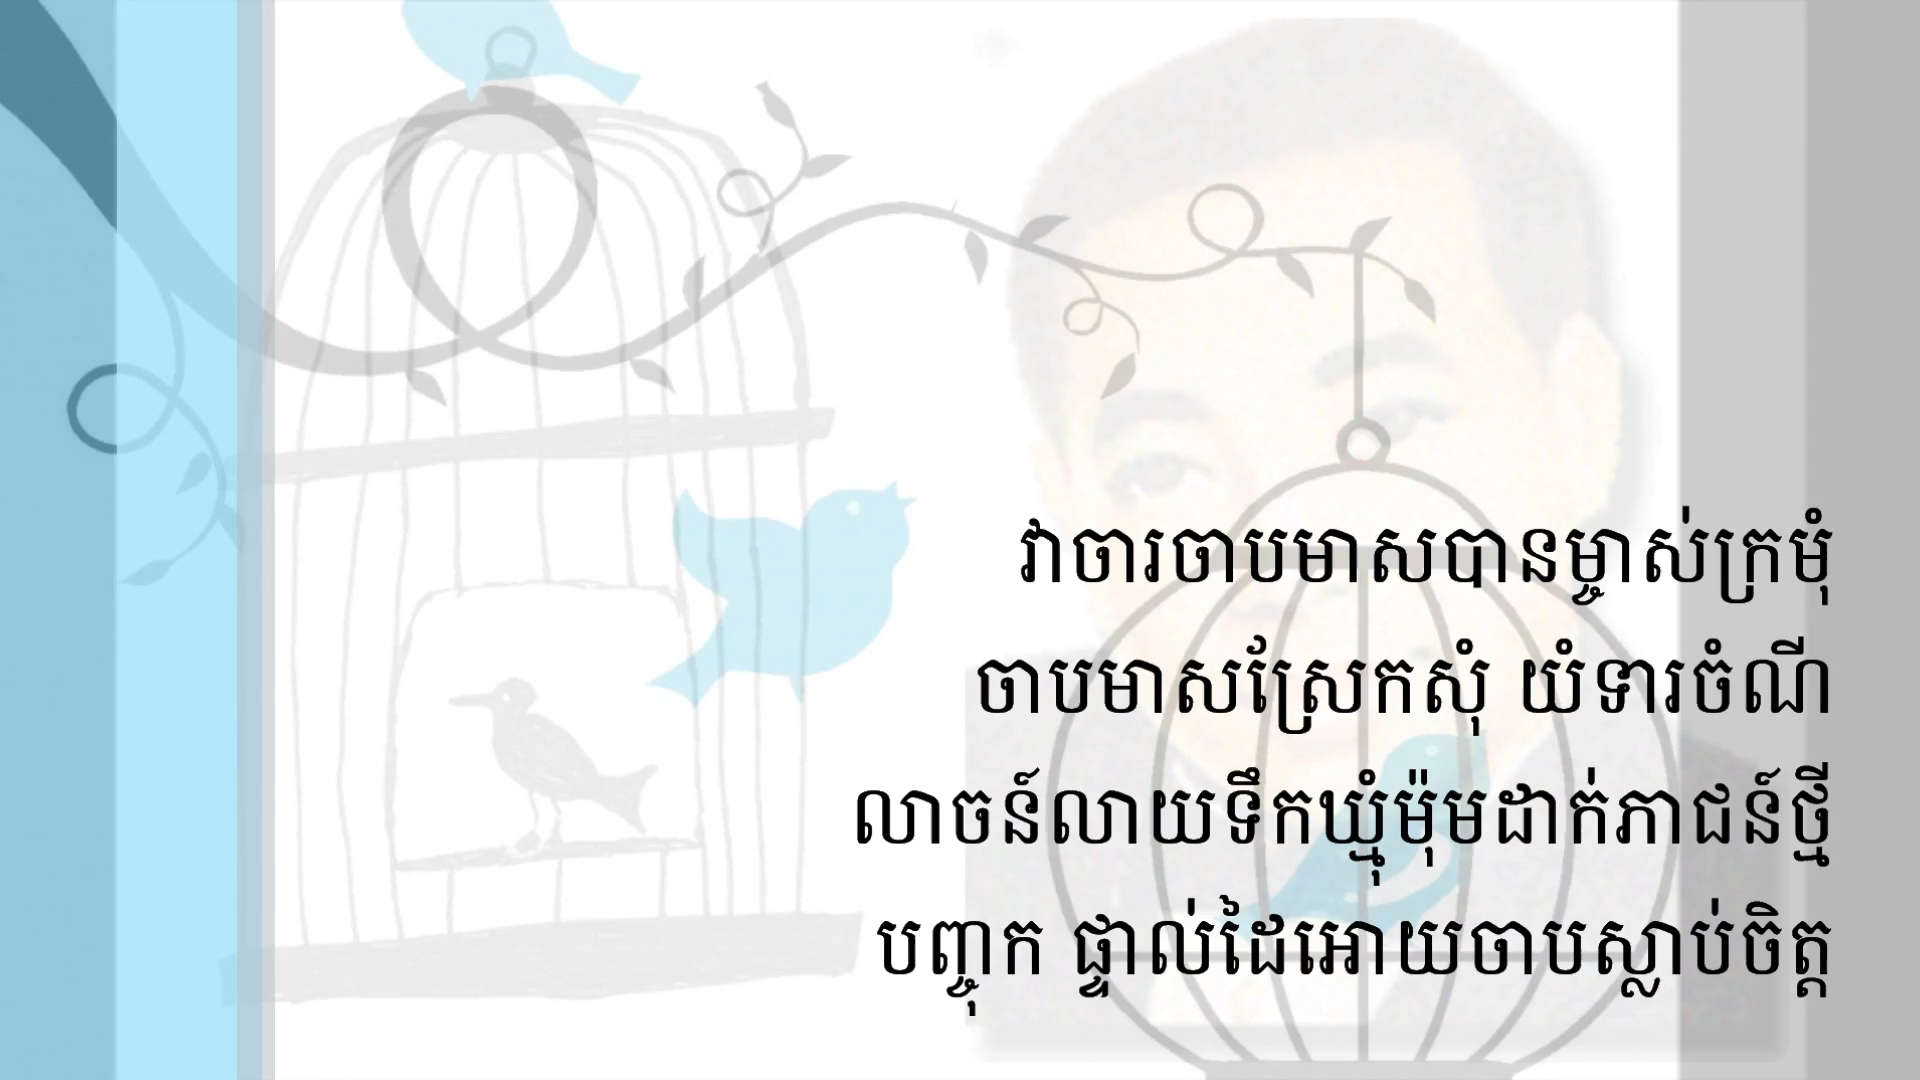 វាចារចាបមាសបានម្ចាស់ក្រមុំ
ចាបមាសស្រែកសុំ យំទារចំណី
លាចន៍លាយទឹកឃ្មុំម៉ុមដាក់ភាជន៍ថ្មី
បញ្ចុក ផ្ទាល់ដៃអោយចាបស្លាប់ចិត្ត